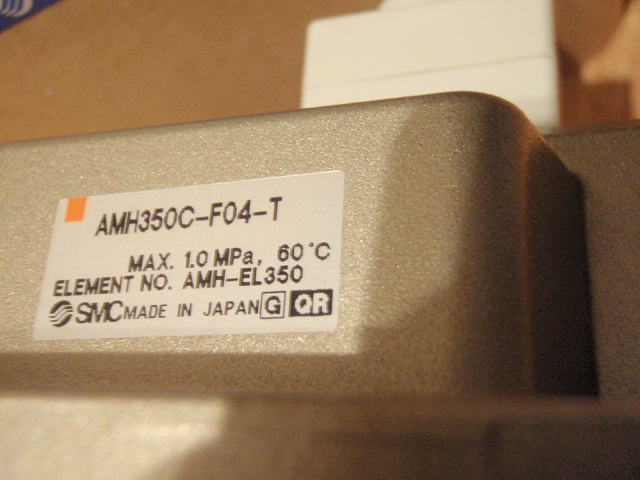 AMH350C-F04-T
MAX. 1.0 MPa, 60°C
ELEMENT NO. AMH-EL350
SMC MADE IN JAPAN G QR